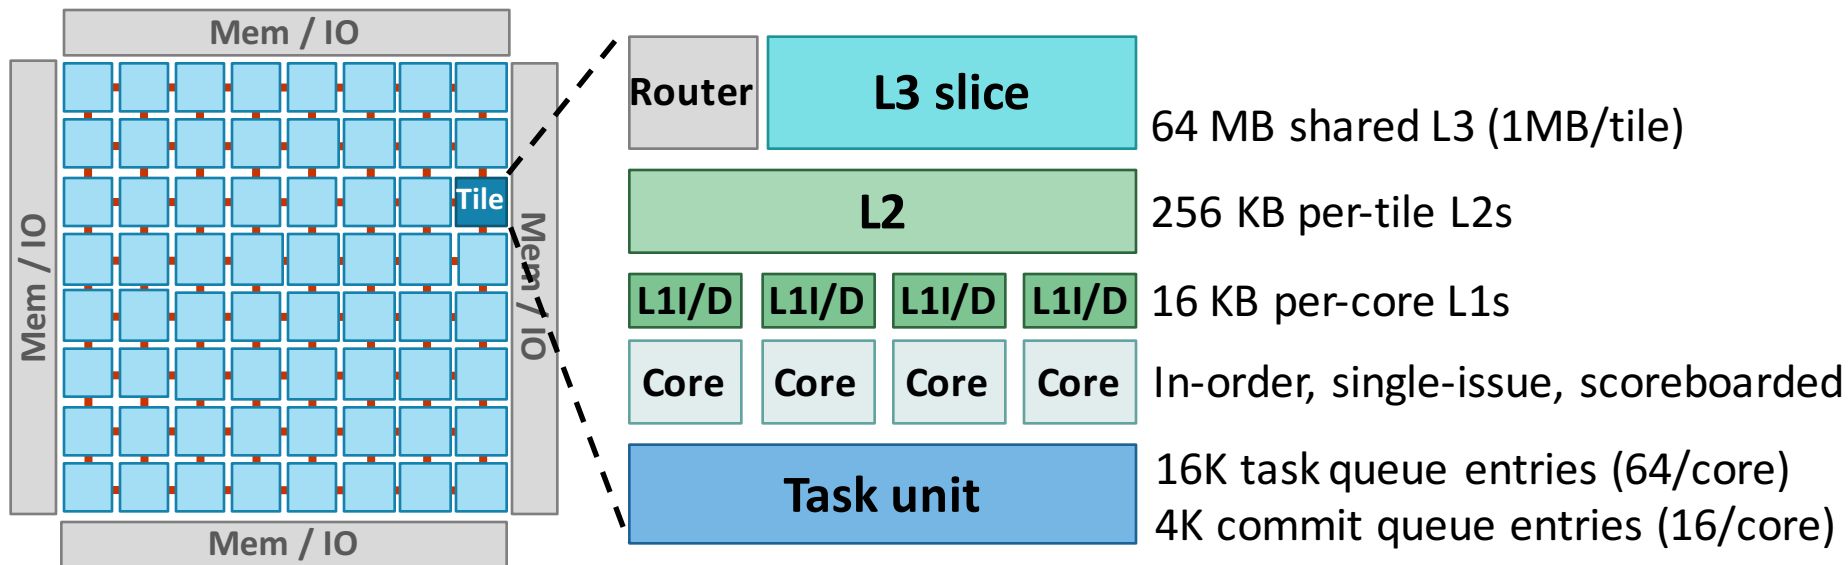 Mem / IO
Mem / IO
Tile
Mem / IO
Mem / IO
Router
L3 slice
64 MB shared L3 (1MB/tile)
L2
256 KB per-tile L2s
L1I/D
L1I/D
L1I/D
L1I/D
16 KB per-core L1s
Core
Core
Core
Core
In-order, single-issue, scoreboarded
Task unit
16K task queue entries (64/core)
4K commit queue entries (16/core)